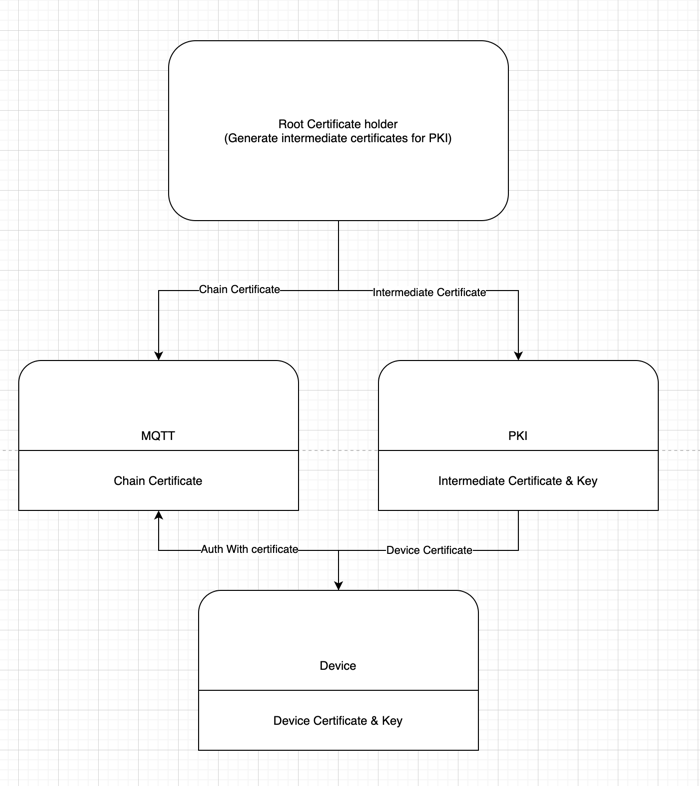 Root Certificate holder
(Generate intermediate certificates for PKI)
Chain Certificate
Intermediate Certificate
MQTT
Chain Certificate
PKI
Intermediate Certificate & Key
Auth With certificate
Device Certificate
Device
Device Certificate & Key